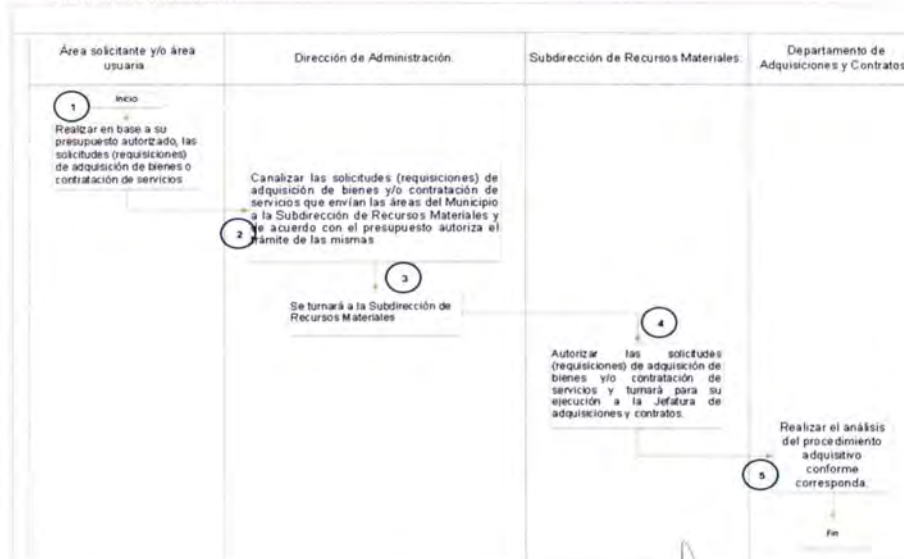 Área solicitante y/o área
usuaria
Dirección de Administración.
Subdirección de Recursos Materiales.
Departamento de
Adquisiciones y Contratos
1
Inicio
Realizar en base a su
presupuesto autorizado, las
solicitudes (requisiciones)
de adquisición de bienes o
contratación de servicios
Canalizar las solicitudes (requisiciones) de
adquisición de bienes y/o contratación de
servicios que envían las áreas del Municipio
a la Subdirección de Recursos Materiales y
de acuerdo con el presupuesto autoriza el
trámite de las mismas
2
3
Se turnará a la Subdirección de
Recursos Materiales
4
Autorizar las solicitudes
(requisiciones) de adquisición de
bienes y/o contratación de
servicios y turnará para su
ejecución a la Jefatura de
adquisiciones y contratos.
Realizar el análisis
del procedimiento
adquisitivo
conforme
corresponda.
5
Fin